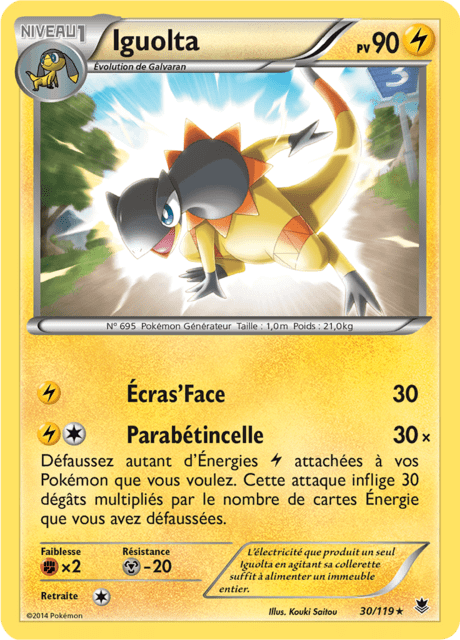 NIVEAU 1
Iguolta
PV 90
Évolution de Galvaran
3
N° 695 Pokémon Générateur Taille : 1,0m Poids : 21,0kg
Écras’Face 30
Parabétincelle 30×
Défaussez autant d’Énergies attachées à vos
Pokémon que vous voulez. Cette attaque inflige 30
dégâts multipliés par le nombre de cartes Énergie
que vous avez défaussées.
Faiblesse
×2
Résistance
-20
Retraite
L’électricité que produit un seul
Iguolta en agitant sa collerette
suffit à alimenter un immeuble
entier.
©2014 Pokémon
Illus. Kouki Saitou
30/119★